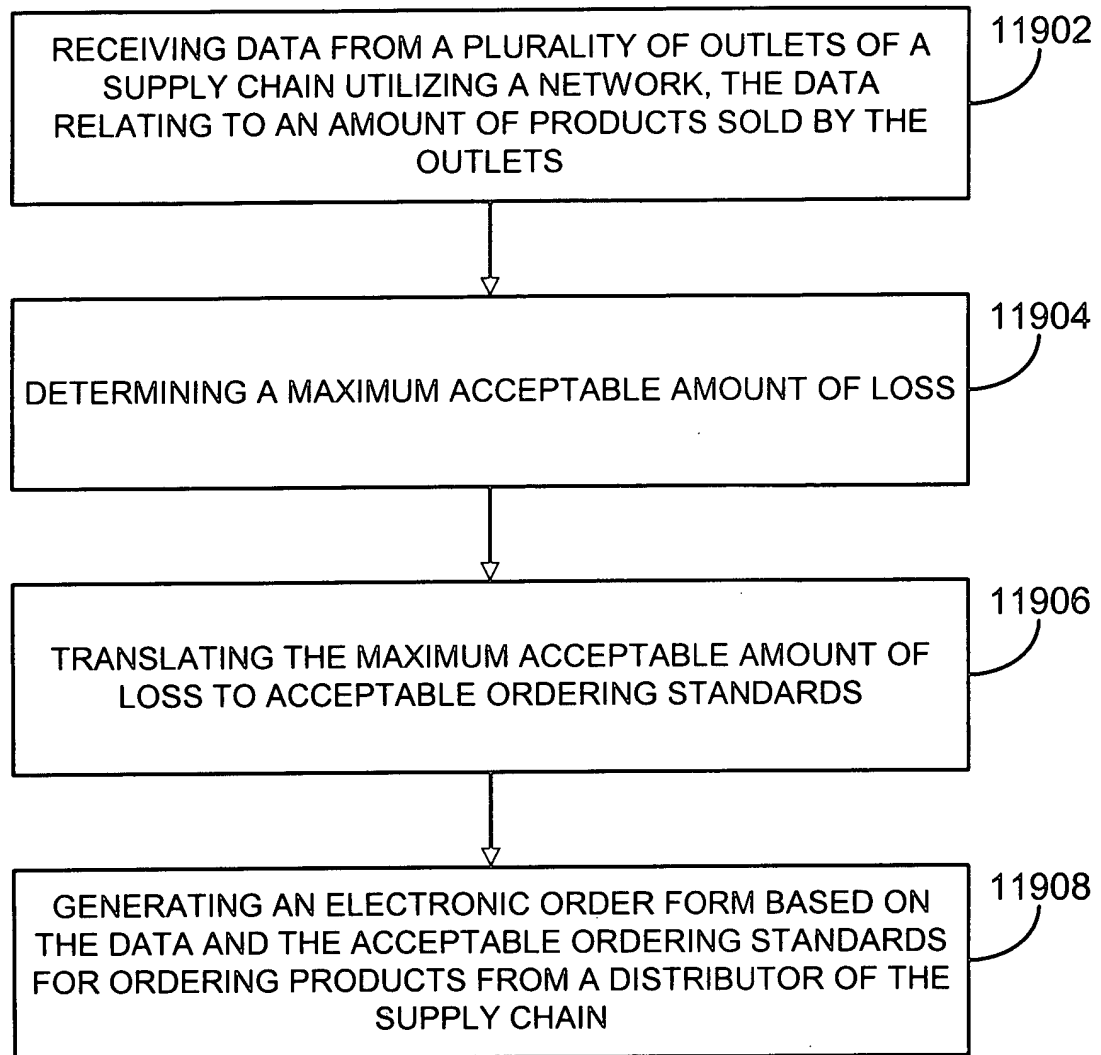 RECEIVING DATA FROM A PLURALITY OF OUTLETS OF A
SUPPLY CHAIN UTILIZING A NETWORK, THE DATA
RELATING TO AN AMOUNT OF PRODUCTS SOLD BY THE
OUTLETS
11902
DETERMINING A MAXIMUM ACCEPTABLE AMOUNT OF LOSS
11904
TRANSLATING THE MAXIMUM ACCEPTABLE AMOUNT OF
LOSS TO ACCEPTABLE ORDERING STANDARDS
11906
GENERATING AN ELECTRONIC ORDER FORM BASED ON
THE DATA AND THE ACCEPTABLE ORDERING STANDARDS
FOR ORDERING PRODUCTS FROM A DISTRIBUTOR OF THE
SUPPLY CHAIN
11908